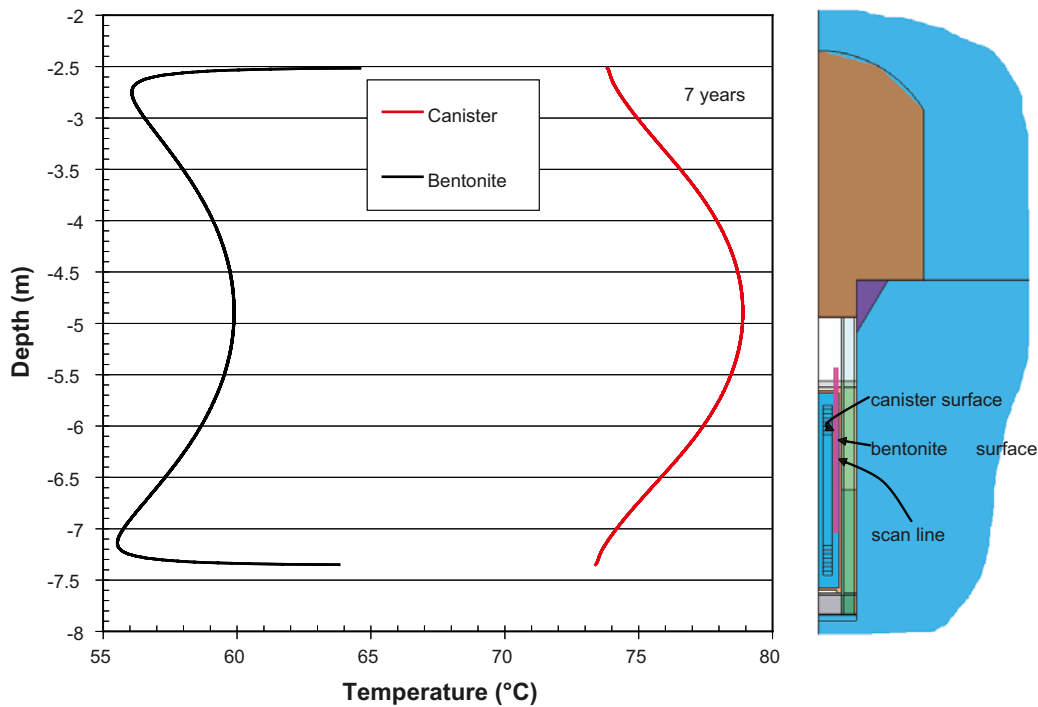 -2
-2.5
-3
-3.5
-4
-4.5
-5
-5.5
-6
-6.5
-7
-7.5
-8
Depth (m)
55
60
65
70
75
80
Temperature (°C)
Canister
Bentonite
7 years
canister surface
bentonite surface
scan line